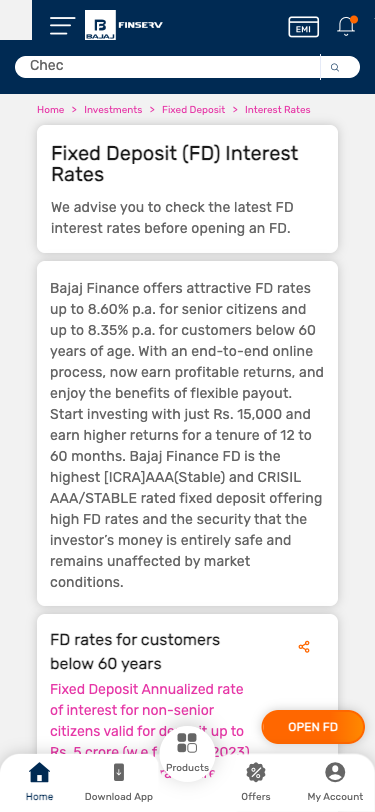 BAJAJ
FINSERV
EMI
Chec
Home > Investments > Fixed Deposit > Interest Rates
Fixed Deposit (FD) Interest
Rates
We advise you to check the latest FD
interest rates before opening an FD.
Bajaj Finance offers attractive FD rates
up to 8.60% p.a. for senior citizens and
up to 8.35% p.a. for customers below 60
years of age. With an end-to-end online
process, now earn profitable returns, and
enjoy the benefits of flexible payout.
Start investing with just Rs. 15,000 and
earn higher returns for a tenure of 12 to
60 months. Bajaj Finance FD is the
highest [ICRA]AAA(Stable) and CRISIL
AAA/STABLE rated fixed deposit offering
high FD rates and the security that the
investor's money is entirely safe and
remains unaffected by market
conditions.
FD rates for customers
below 60 years
Fixed Deposit Annualized rate
of interest for non-senior
citizens valid for up to
Rs. 5 crore (w.e.f 2023)
OPEN FD
Products
Home
Download App
Offers
My Account